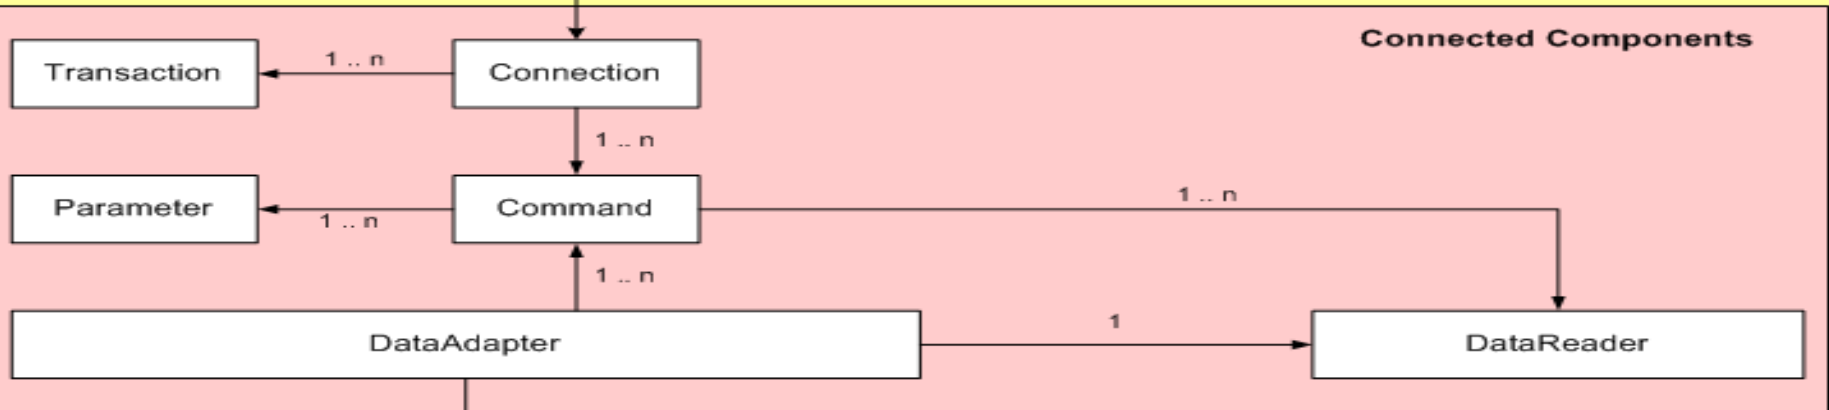 Connected Components
Transaction
1 .. n
Connection
1 .. n
Parameter
1 .. n
Command
1 .. n
1 .. n
DataAdapter
1
DataReader